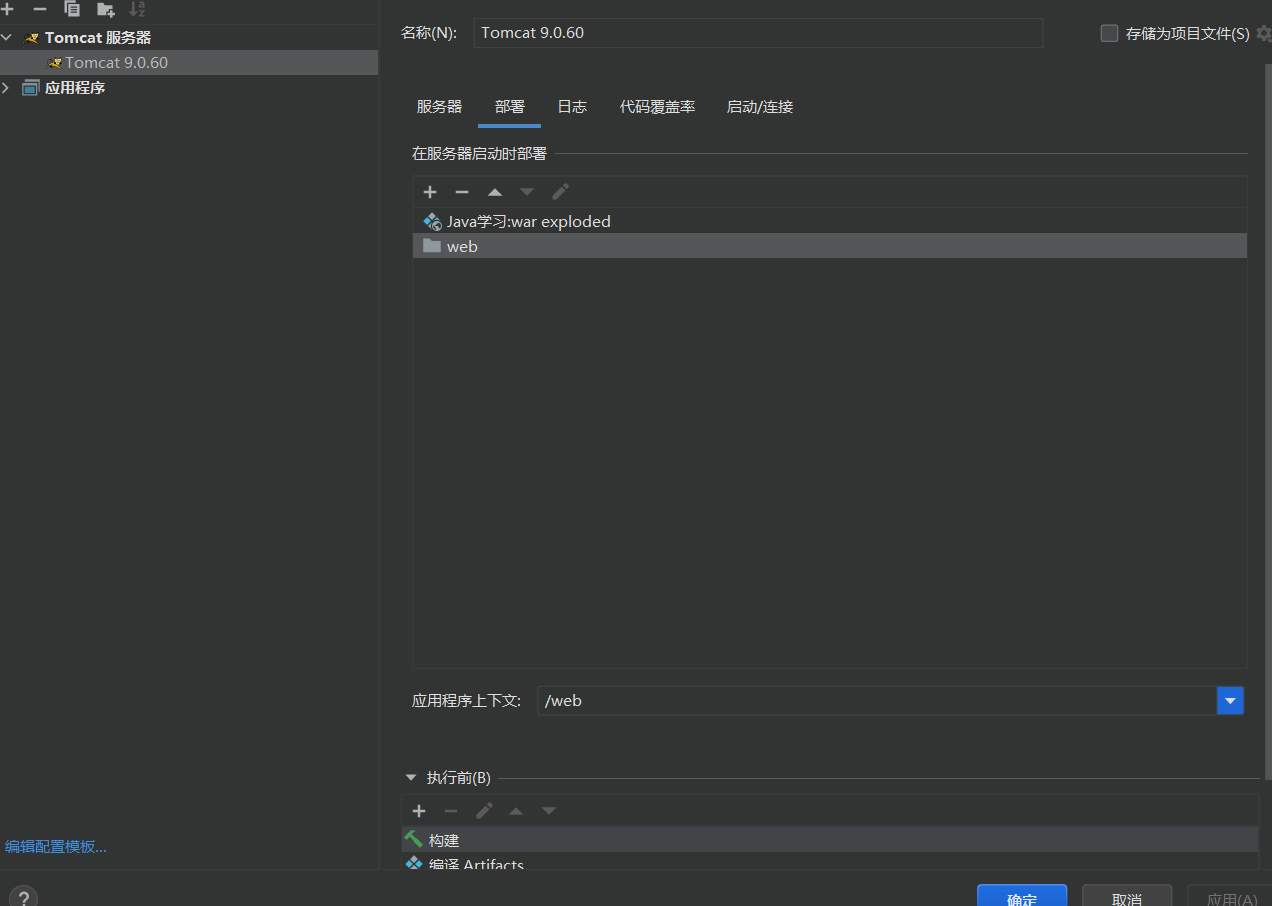 Tomcat 服务器
Tomcat 9.0.60
应用程序
编辑配置模板...
?
名称(N):
Tomcat 9.0.60
存储为项目文件(S)
服务器
部署
日志
代码覆盖率
启动/连接
在服务器启动时部署
Java学习:war exploded
web
应用程序上下文:
/web
执行前(B)
构建
编译 Artifacts
确定
取消
应用(A)